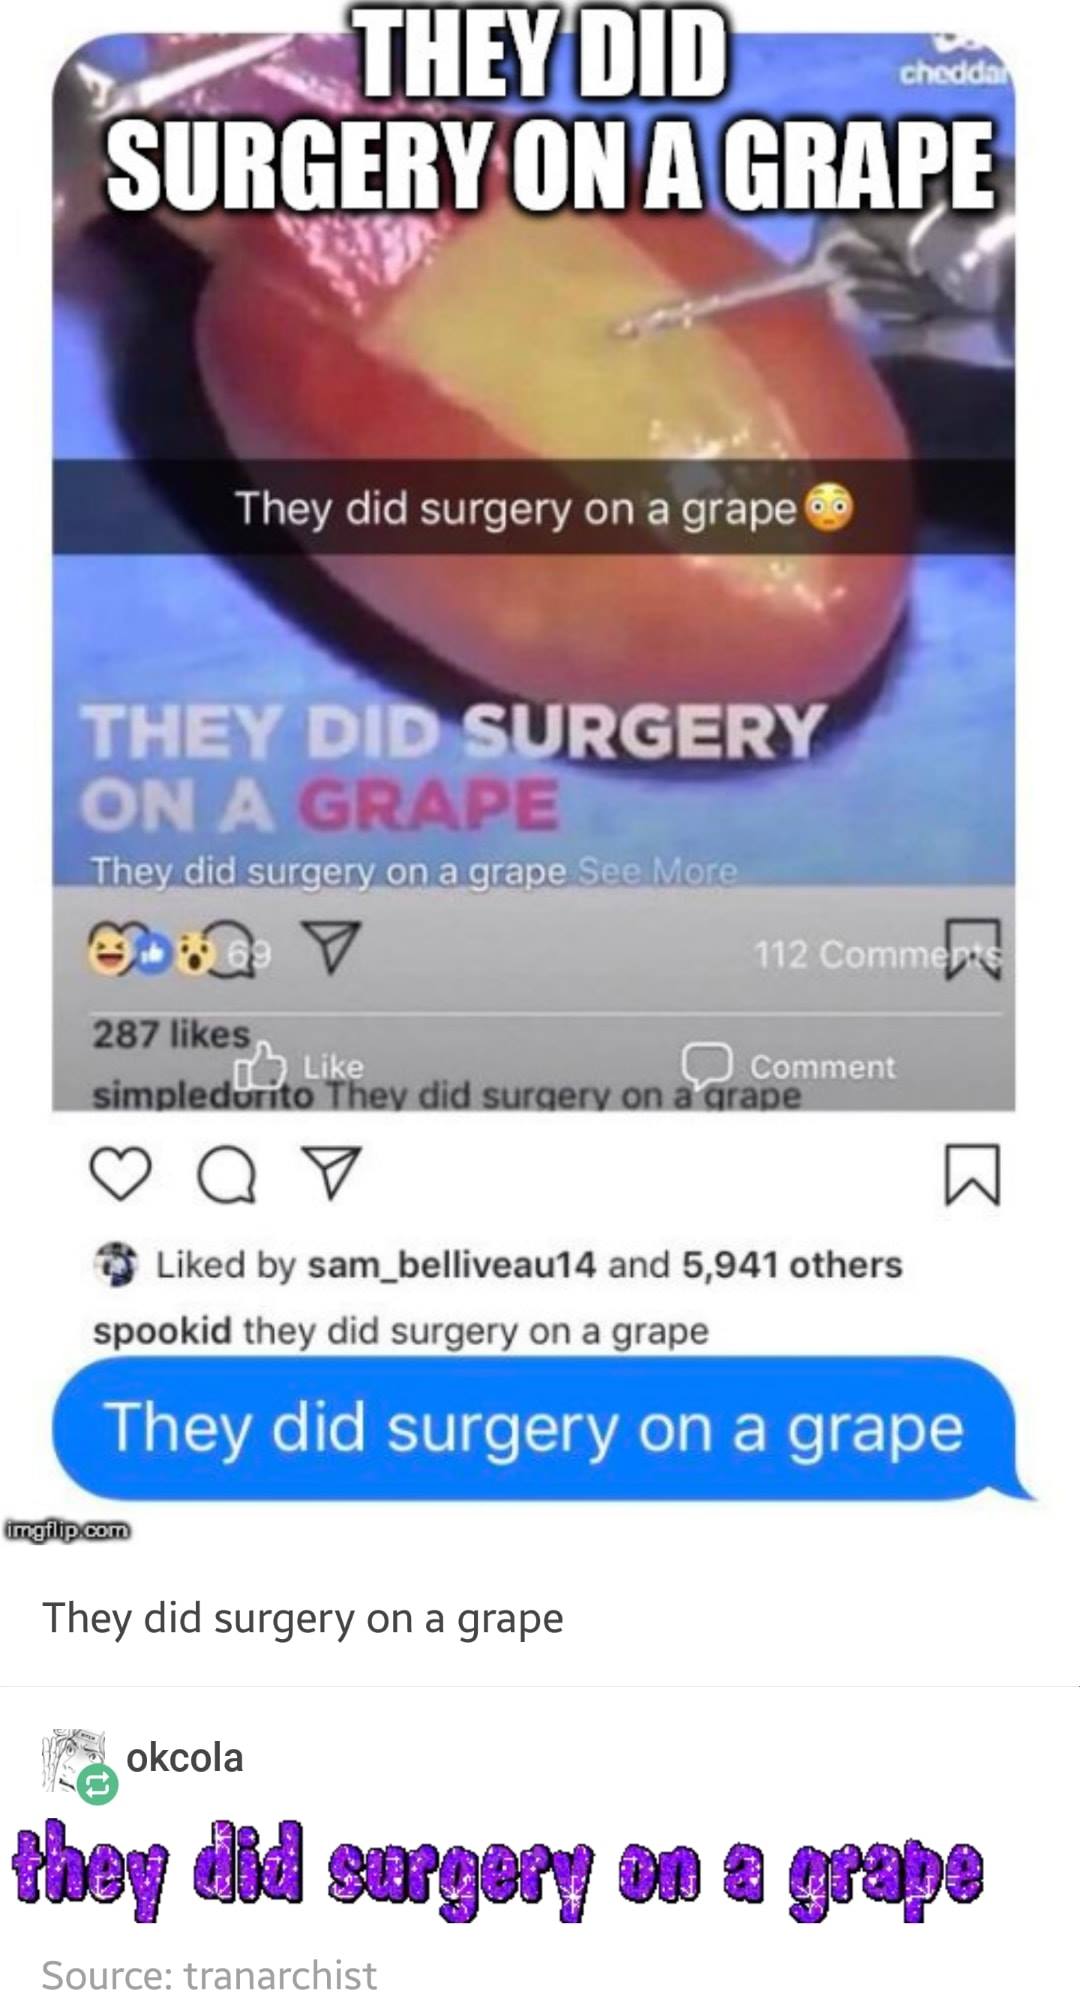 THEY DID
cheddar
SURGERY ON A GRAPE
They did surgery on a grape😳
THEY DID SURGERY
ON A GRAPE
They did surgery on a grape See More
69
112 Comments
287 likes
Like
Comment
simpledorito They did surgery on a grape
Liked by sam_belliveau14 and 5,941 others
spookid they did surgery on a grape
They did surgery on a grape
imgflip.com
They did surgery on a grape
okcola
they did surgery on a grape
Source: tranarchist